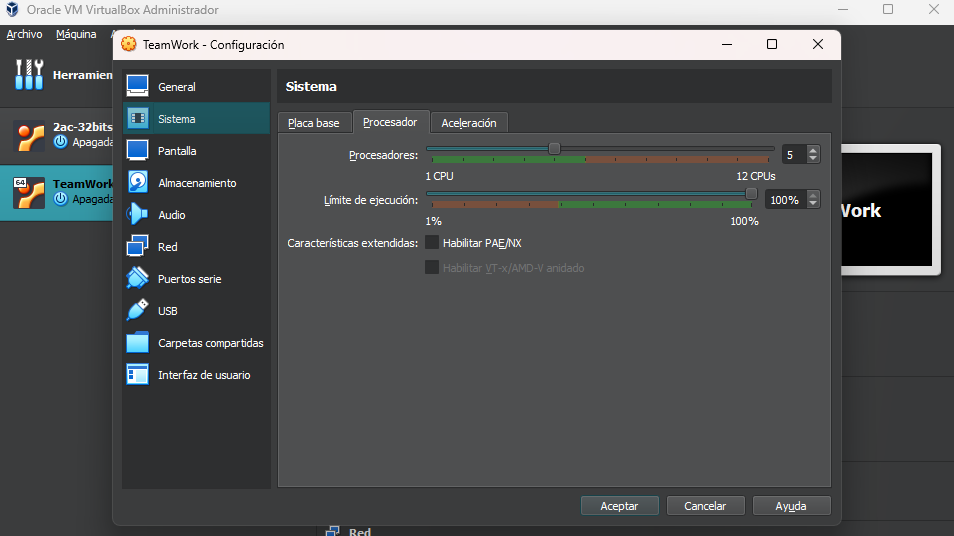 Oracle VM VirtualBox Administrador
Archivo Máquina
TeamWork - Configuración
Herramien
2ac-32bits
Apagada
64
TeamWork
Apagada
General
Sistema
Pantalla
Almacenamiento
Audio
Red
Puertos serie
USB
Carpetas compartidas
Interfaz de usuario
Sistema
Placa base Procesador Aceleración
Procesadores: 5
1 CPU 12 CPUs
Límite de ejecución: 100%
1% 100%
Características extendidas: Habilitar PAE/NX
Habilitar VT-x/AMD-V anidado
Aceptar Cancelar Ayuda
Work
Red